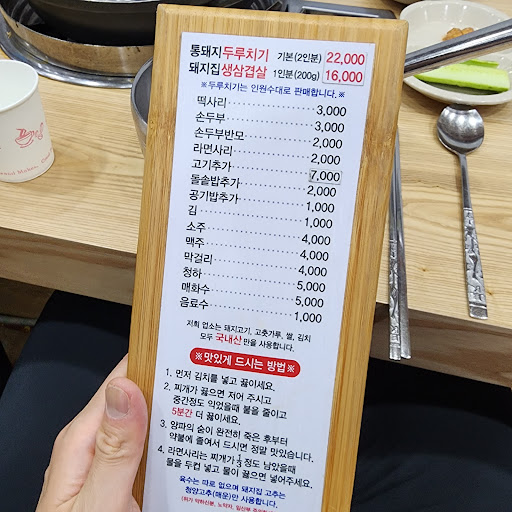 통돼지두루치기 기본(2인분) 22,000
돼지집생삼겹살 1인분(200g) 16,000
※두루치기는 인원수대로 판매합니다.※
떡사리 3,000
손두부 3,000
손두부반모 2,000
라면사리 2,000
고기추가 7,000
돌솥밥추가 2,000
공기밥추가 1,000
김 1,000
소주 4,000
맥주 4,000
막걸리 4,000
청하 5,000
매화수 5,000
음료수 1,000
저희 업소는 돼지고기, 고춧가루, 쌀, 김치
모두 국내산만을 사용합니다.
※맛있게 드시는 방법※
1. 먼저 김치를 넣고 끓이세요.
2. 찌개가 끓으면 저어 주시고
중간정도 익었을때 불을 줄이고
5분간 더 끓이세요.
3. 양파의 숨이 완전히 죽은 후부터
약불에 졸여서 드시면 정말 맛있습니다.
4. 라면사리는 찌개가 ⅓ 정도 남았을때
물을 두컵 넣고 물이 끓으면 넣어주세요.
육수는 따로 없으며 돼지집 고추는
청양고추(매운)만 사용합니다.